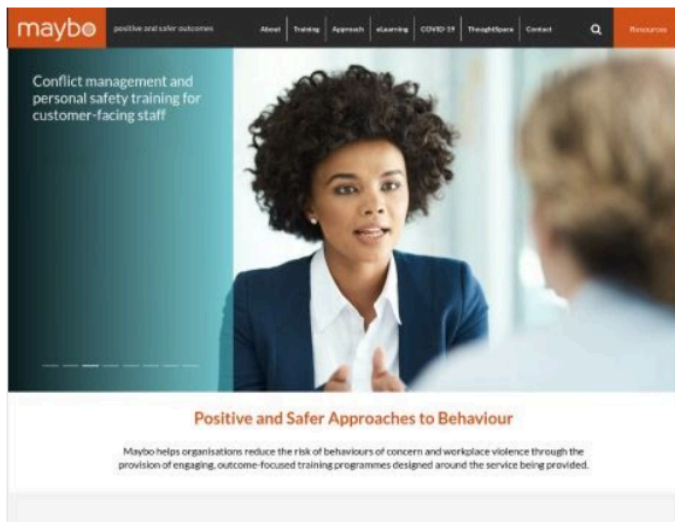 maybo
positive and safer outcomes
About
Training
Approach
eLearning
COVID-19
ThoughtSpace
Contact
Resources
Conflict management and
personal safety training for
customer-facing staff
Positive and Safer Approaches to Behaviour
Maybo helps organisations reduce the risk of behaviours of concern and workplace violence through the
provision of engaging, outcome-focused training programmes designed around the service being provided.